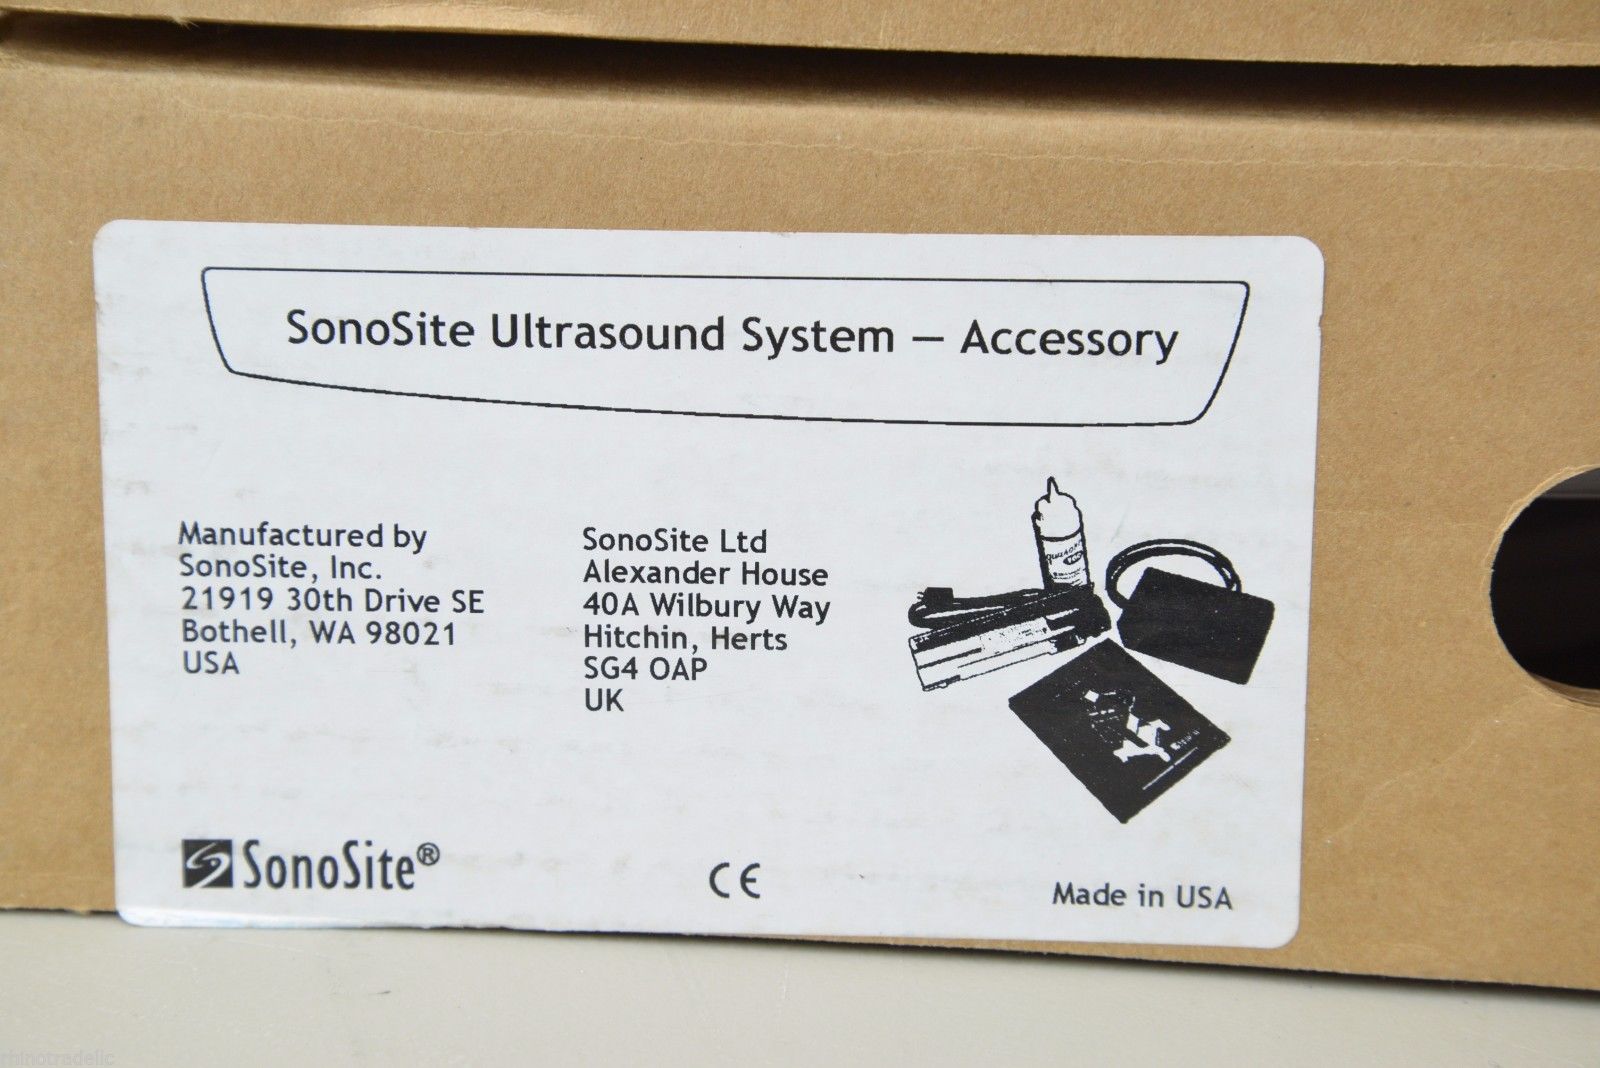 SonoSite Ultrasound System – Accessory
Manufactured by
SonoSite, Inc.
21919 30th Drive SE
Bothell, WA 98021
USA
SonoSite Ltd
Alexander House
40A Wilbury Way
Hitchin, Herts
SG4 OAP
UK
SonoSite®
CE
Made in USA
rhinotradellc